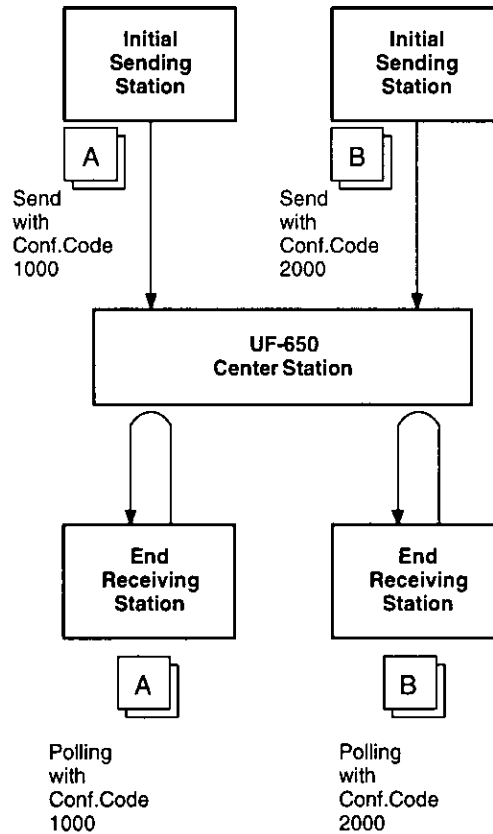 Initial
Sending
Station
Initial
Sending
Station
A
B
Send
with
Conf.Code
1000
Send
with
Conf.Code
2000
UF-650
Center Station
End
Receiving
Station
End
Receiving
Station
A
B
Polling
with
Conf.Code
1000
Polling
with
Conf.Code
2000